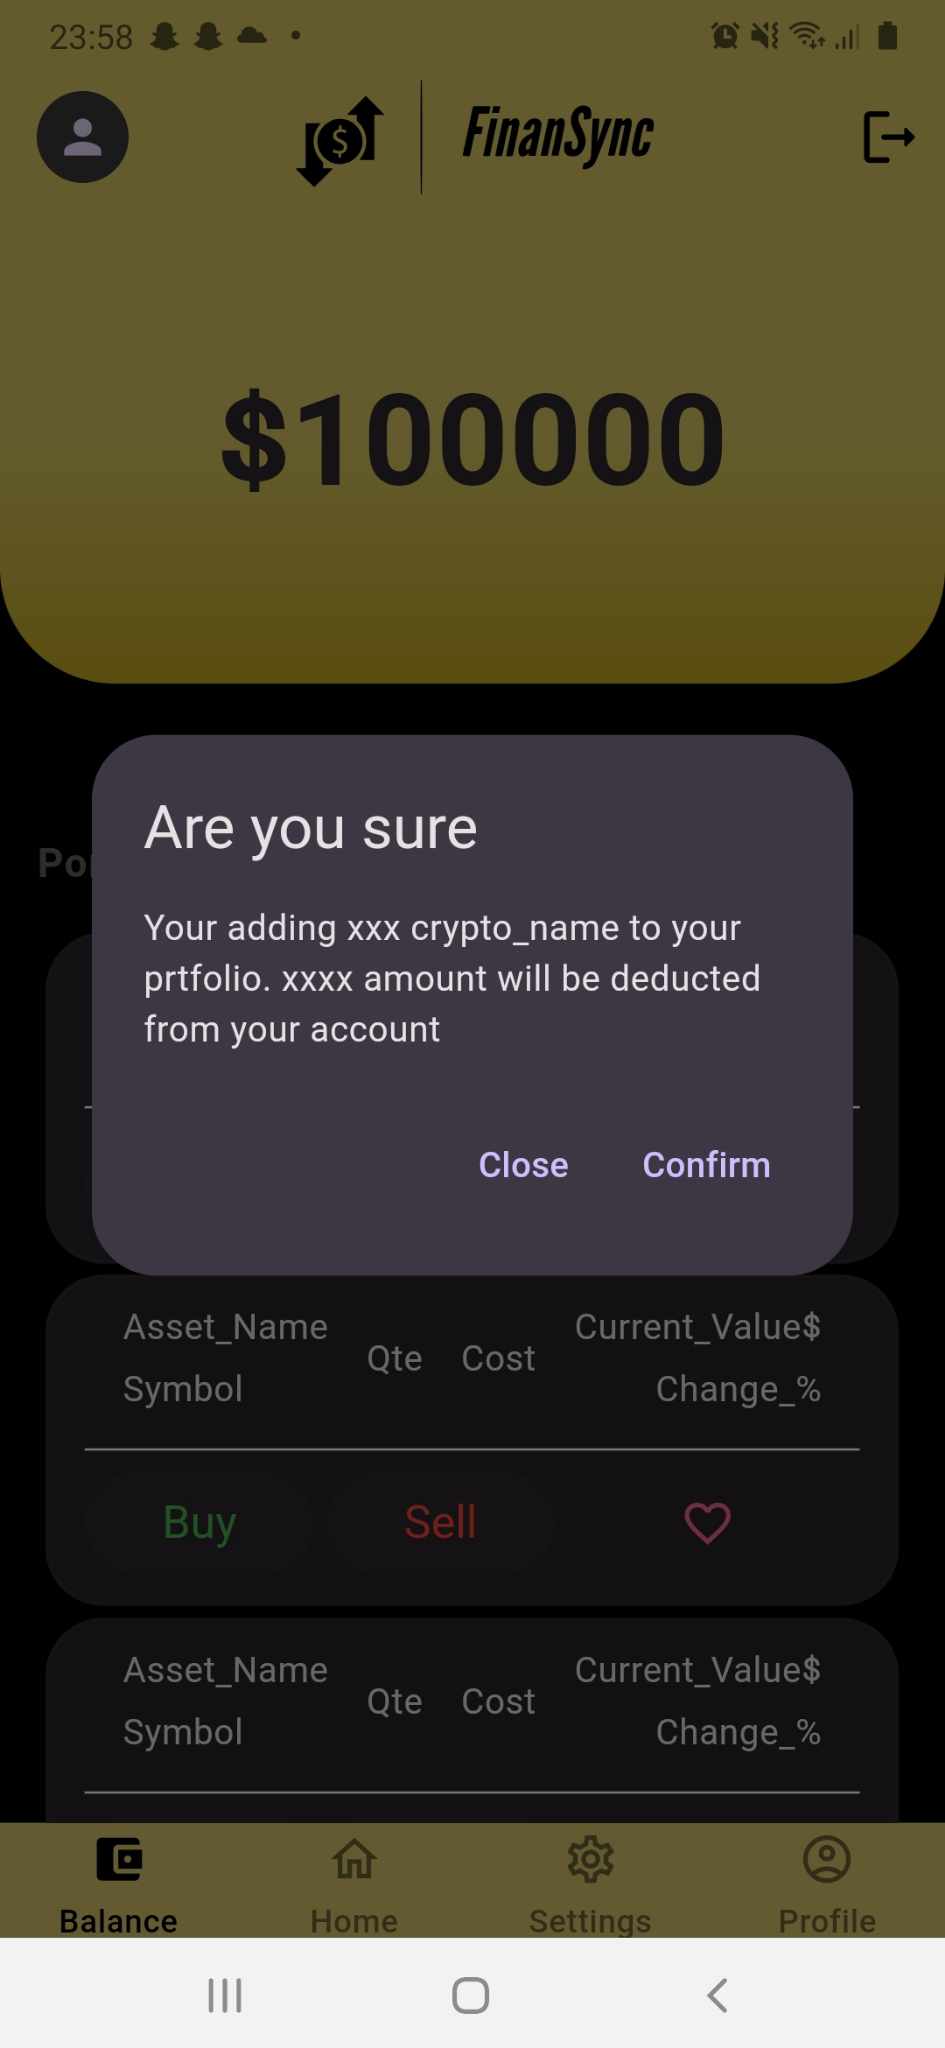 23:58
FinanSync
$100000
Are you sure
Your adding xxx crypto_name to your
prtfolio. xxxx amount will be deducted
from your account
Close Confirm
Asset_Name Qte Cost Current_Value$
Symbol Change_%
Buy Sell
Asset_Name Qte Cost Current_Value$
Symbol Change_%
Balance Home Settings Profile